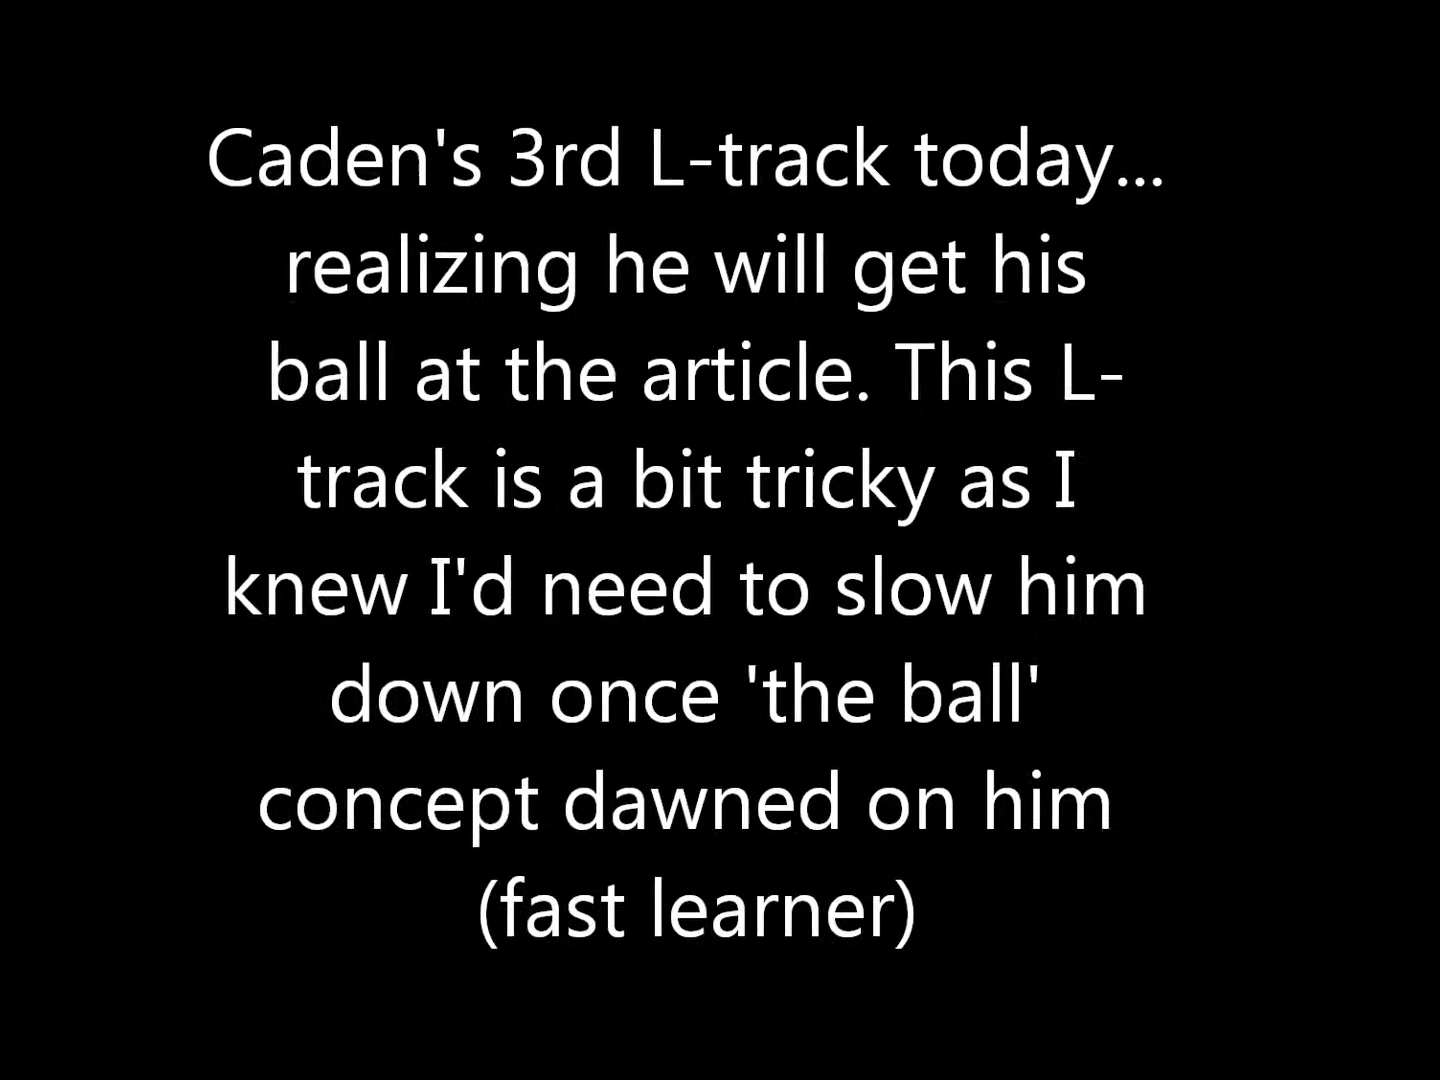 Caden's 3rd L-track today...
realizing he will get his
ball at the article. This L-
track is a bit tricky as I
knew I'd need to slow him
down once 'the ball'
concept dawned on him
(fast learner)